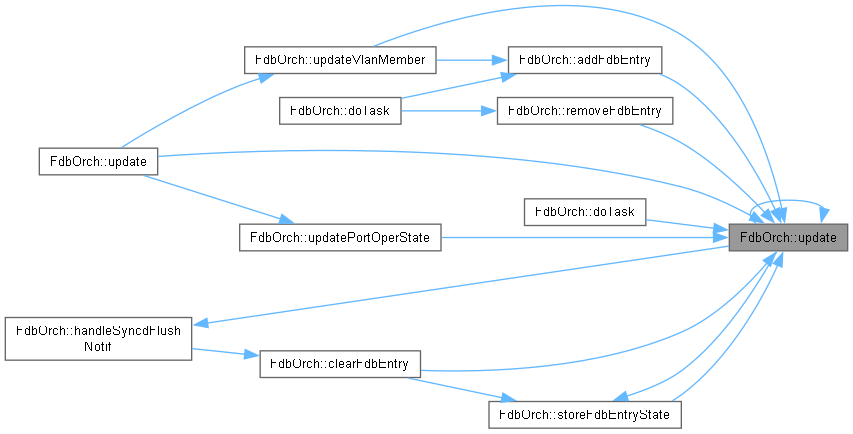 FdbOrch::updateVlanMember
FdbOrch::addFdbEntry
FdbOrch::doTask
FdbOrch::removeFdbEntry
FdbOrch::update
FdbOrch::doTask
FdbOrch::updatePortOperState
FdbOrch::update
FdbOrch::handleSyncdFlush
Notif
FdbOrch::clearFdbEntry
FdbOrch::storeFdbEntryState